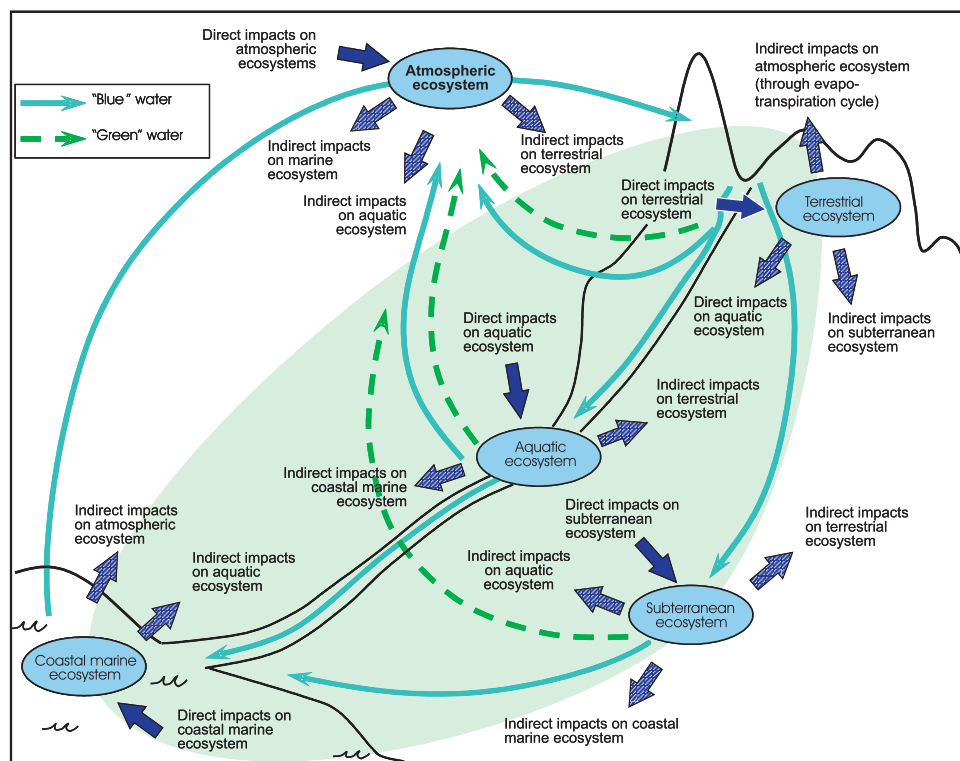 Direct impacts on
atmospheric
ecosystems
Atmospheric
ecosystem
Indirect impacts on
atmospheric ecosystem
(through evapo-
transpiration cycle)
"Blue" water
"Green" water
Indirect impacts
on marine
ecosystem
Indirect impacts
on terrestrial
ecosystem
Indirect impacts
on aquatic
ecosystem
Direct impacts
on terrestrial
ecosystem
Terrestrial
ecosystem
Direct impacts
on aquatic
ecosystem
Indirect impacts
on subterranean
ecosystem
Direct impacts
on aquatic
ecosystem
Indirect impacts
on terrestrial
ecosystem
Aquatic
ecosystem
Indirect impacts on
coastal marine
ecosystem
Direct impacts on
subterranean
ecosystem
Indirect impacts
on terrestrial
ecosystem
Indirect impacts
on atmospheric
ecosystem
Indirect impacts
on aquatic
ecosystem
Indirect impacts
on aquatic
ecosystem
Subterranean
ecosystem
Coastal marine
ecosystem
Direct impacts on
coastal marine
ecosystem
Indirect impacts on coastal
marine ecosystem